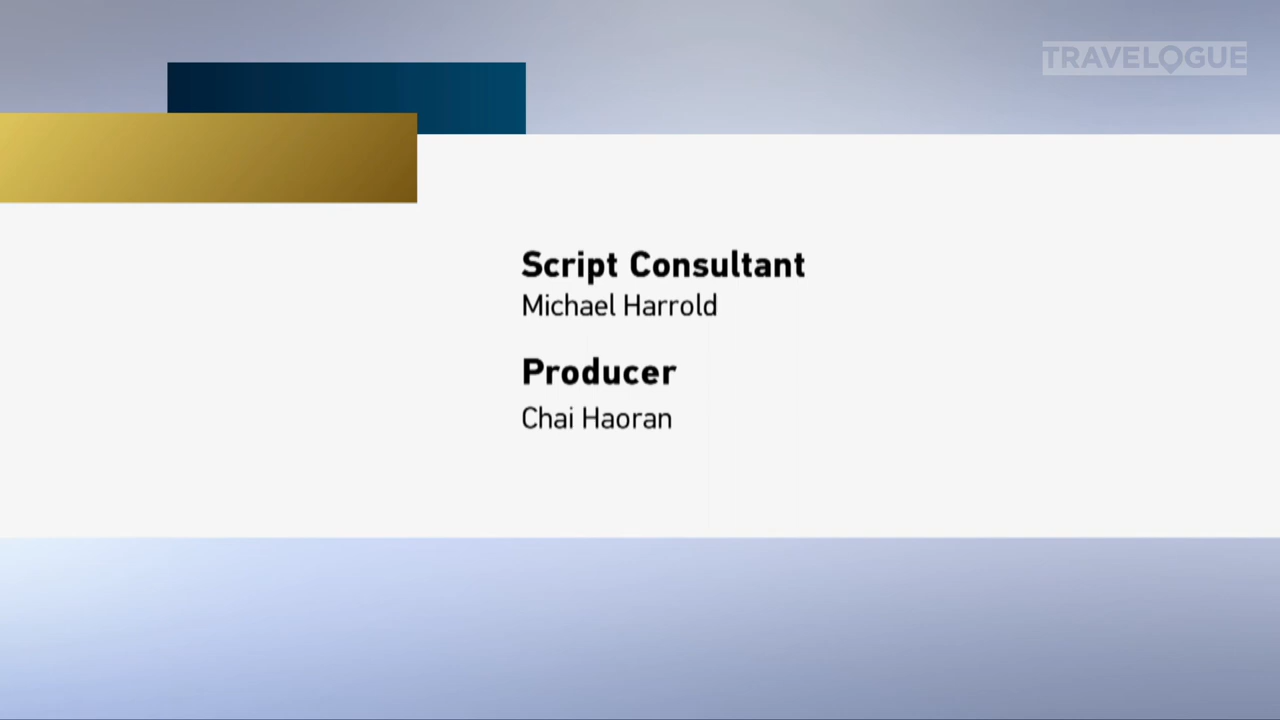 TRAVELOGUE
Script Consultant
Michael Harrold
Producer
Chai Haoran